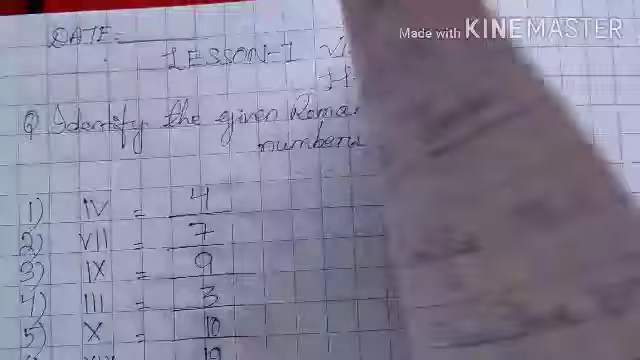 Made with KINEMASTER
DATE=
LESSON-I
Q Identify the given Roma
numbers
1) IV = 4
2) VII = 7
3) IX = 9
4) III = 3
5) X = 10